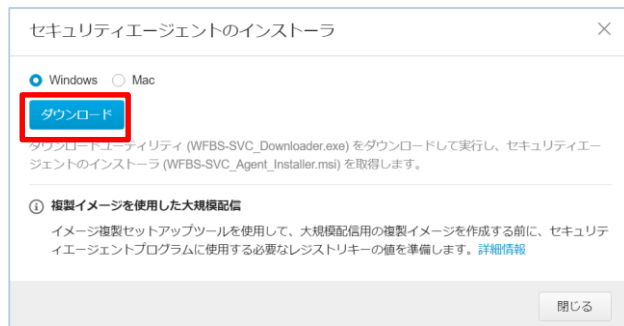 セキュリティエージェントのインストーラ
Windows Mac
ダウンロード
ダウンロードユーティリティ (WFBS-SVC_Downloader.exe) をダウンロードして実行し、セキュリティエー
ジェントのインストーラ (WFBS-SVC_Agent_Installer.msi) を取得します。
複製イメージを使用した大規模配信
イメージ複製セットアップツールを使用して、大規模配信用の複製イメージを作成する前に、セキュリテ
ィエージェントプログラムに使用する必要なレジストリキーの値を準備します。詳細情報
閉じる